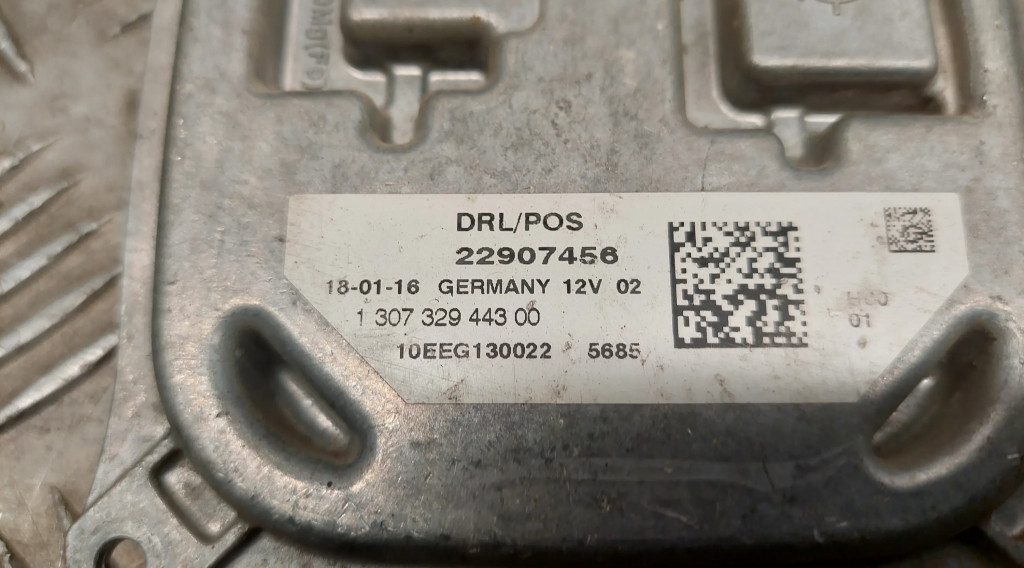 DRL/POS
22907456
18-01-16 GERMANY 12V 02
1 307 329 443 00
10EEG130022 5685
01